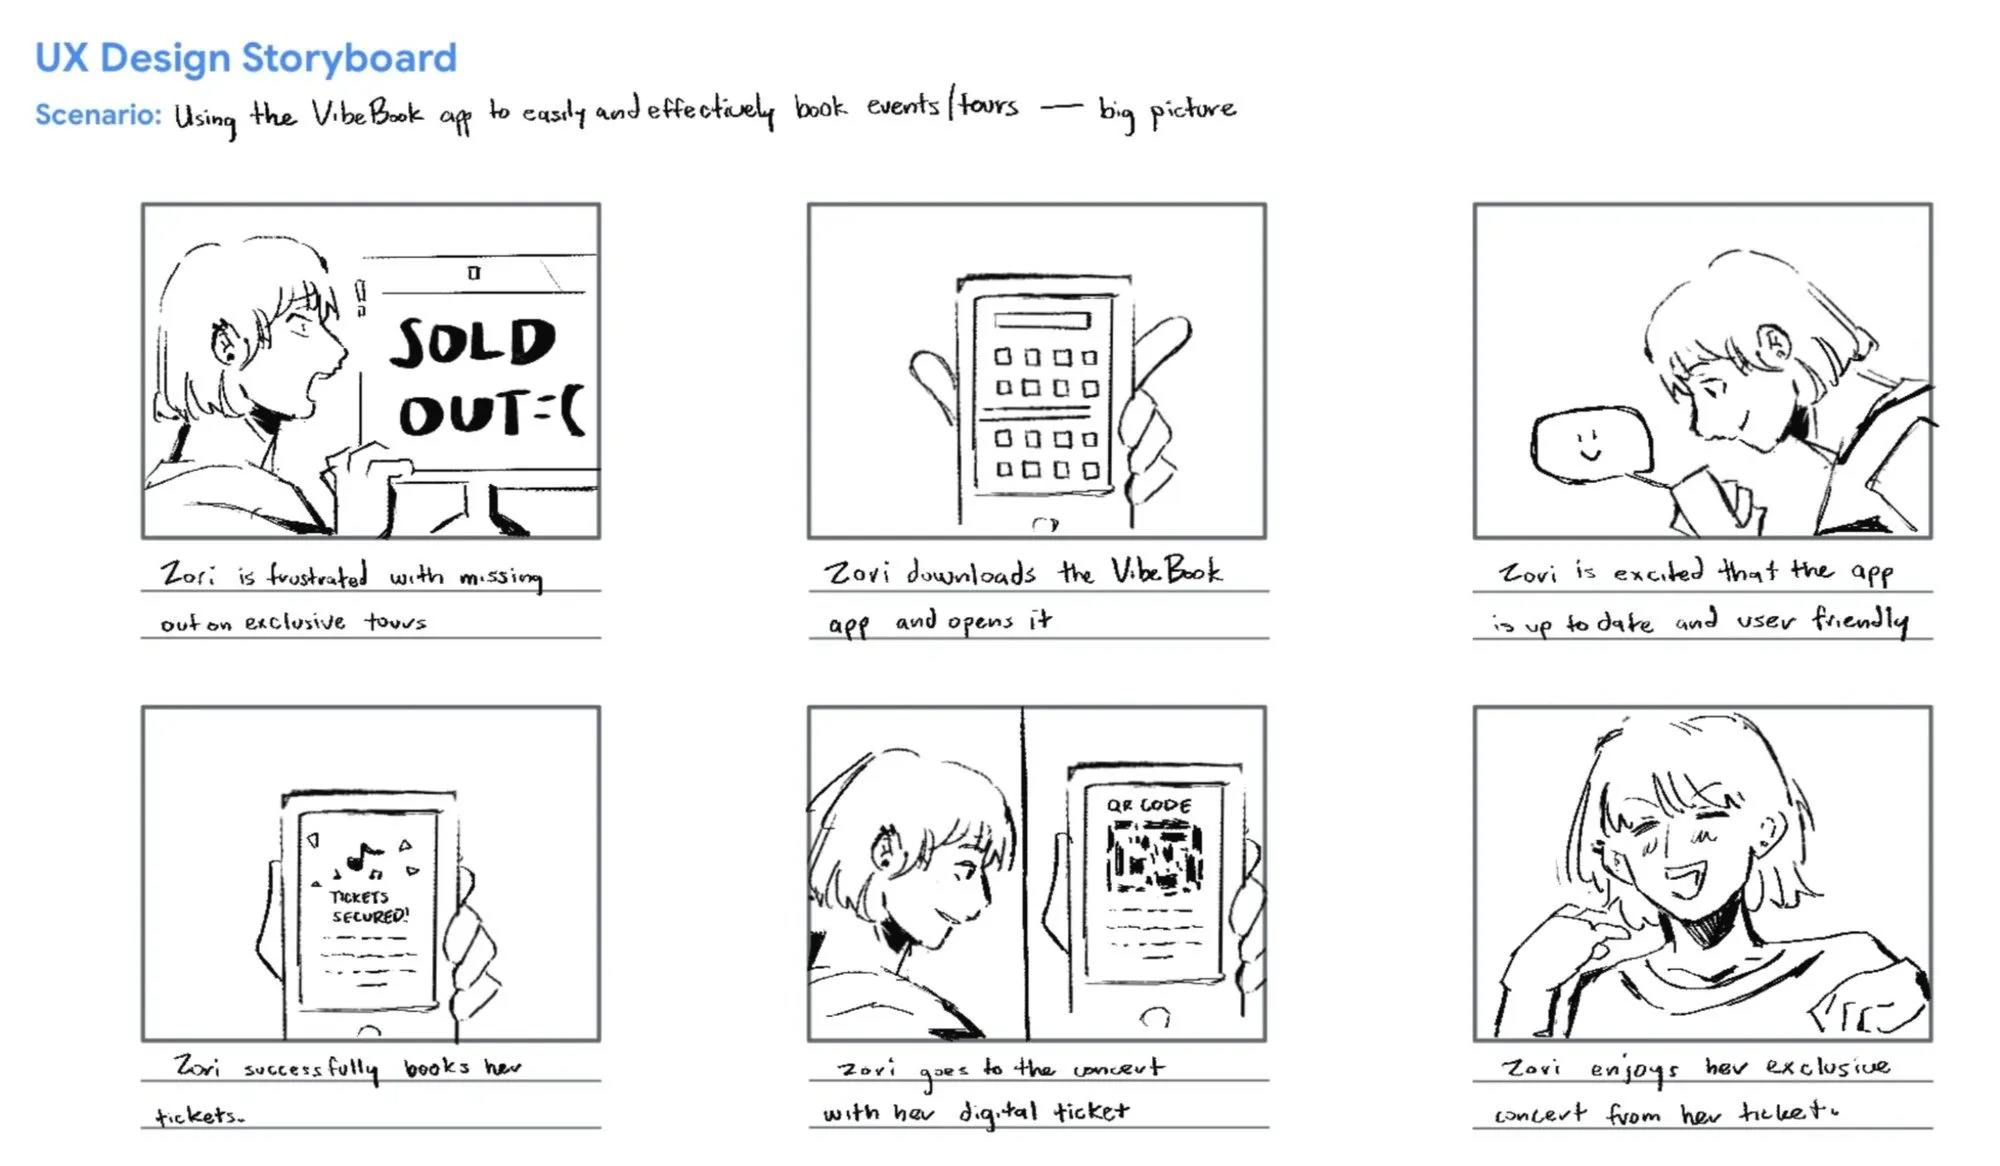 UX Design Storyboard
Scenario: Using the VibeBook app to easily and effectively book events/tours — big picture
SOLD
OUT =(
Zori is frustrated with missing
out on exclusive tours
Zori downloads the VibeBook
app and opens it
Zori is excited that the app
is up to date and user friendly
TICKETS
SECURED!
Zori successfully books her
tickets.
QR CODE
Zori goes to the concert
with her digital ticket
Zori enjoys her exclusive
concert from her ticket.